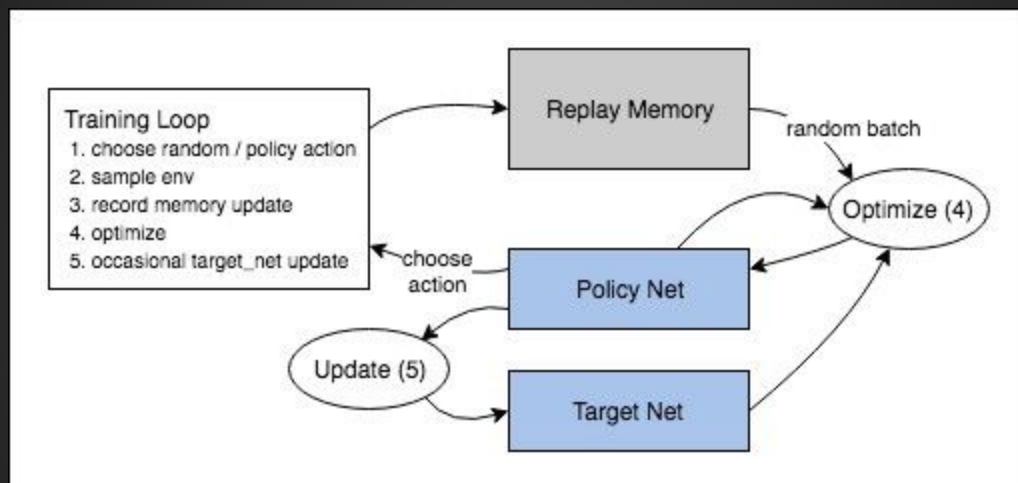 Training Loop
1. choose random / policy action
2. sample env
3. record memory update
4. optimize
5. occasional target_net update
Replay Memory
random batch
Optimize (4)
choose
action
Policy Net
Update (5)
Target Net